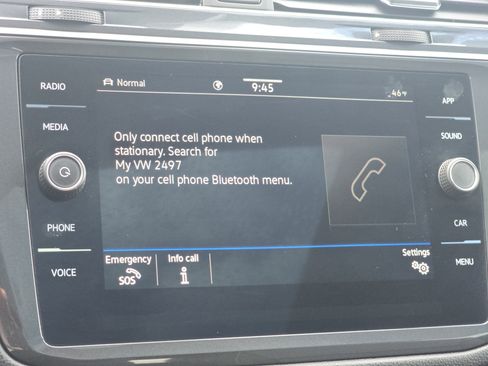 RADIO
MEDIA
PHONE
VOICE
Normal
9:45
46°F
Only connect cell phone when
stationary. Search for
My VW 2497
on your cell phone Bluetooth menu.
Emergency
SOS
Info call
i
Settings
APP
SOUND
CAR
MENU